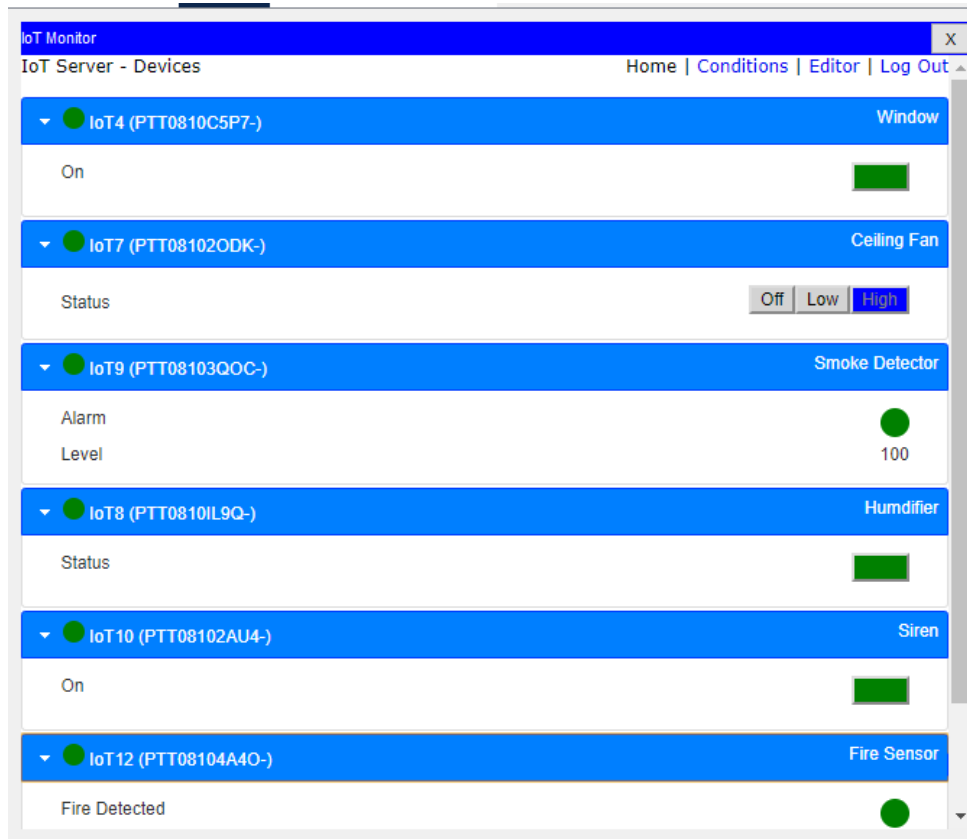 IoT Monitor X
IoT Server - Devices Home | Conditions | Editor | Log Out
IoT4 (PTT0810C5P7-) Window
On
IoT7 (PTT08102ODK-) Ceiling Fan
Status Off Low High
IoT9 (PTT08103QOC-) Smoke Detector
Alarm
Level 100
IoT8 (PTT0810IL9Q-) Humdifier
Status
IoT10 (PTT08102AU4-) Siren
On
IoT12 (PTT08104A4O-) Fire Sensor
Fire Detected